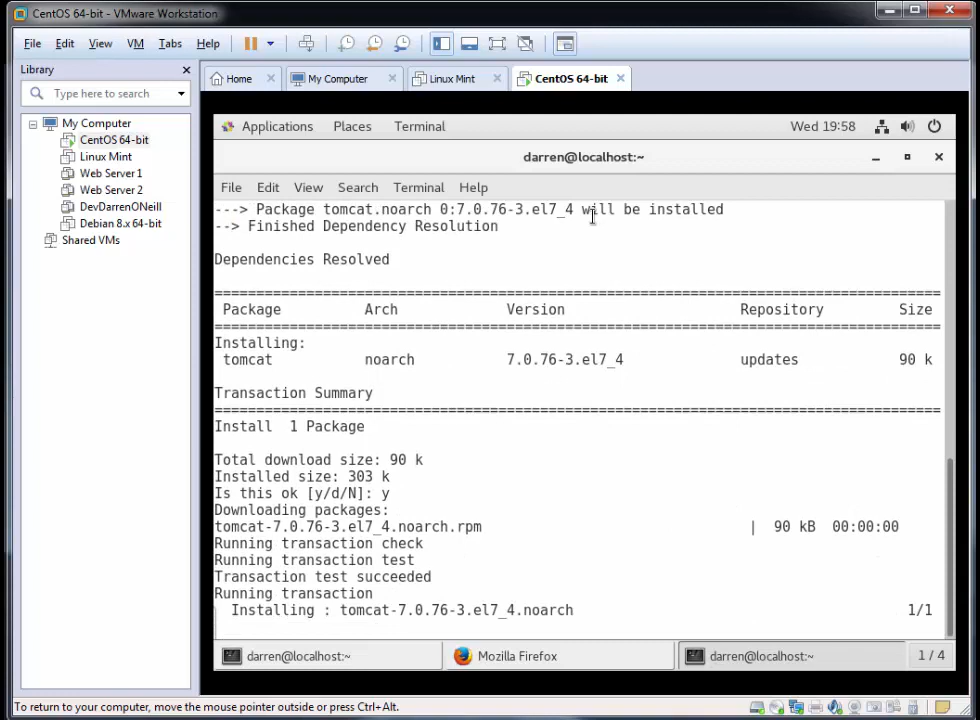 CentOS 64-bit - VMware Workstation
File Edit View VM Tabs Help
Library
Type here to search
Home My Computer Linux Mint CentOS 64-bit
My Computer
CentOS 64-bit
Linux Mint
Web Server 1
Web Server 2
DevDarrenONeill
Debian 8.x 64-bit
Shared VMs
Applications Places Terminal Wed 19:58
darren@localhost:~
File Edit View Search Terminal Help
---> Package tomcat.noarch 0:7.0.76-3.el7_4 will be installed
--> Finished Dependency Resolution
Dependencies Resolved
================================================================================
Package Arch Version Repository Size
================================================================================
Installing:
tomcat noarch 7.0.76-3.el7_4 updates 90 k
Transaction Summary
================================================================================
Install 1 Package
Total download size: 90 k
Installed size: 303 k
Is this ok [y/d/N]: y
Downloading packages:
tomcat-7.0.76-3.el7_4.noarch.rpm | 90 kB 00:00:00
Running transaction check
Running transaction test
Transaction test succeeded
Running transaction
Installing : tomcat-7.0.76-3.el7_4.noarch 1/1
darren@localhost:~ Mozilla Firefox darren@localhost:~ 1 / 4
To return to your computer, move the mouse pointer outside or press Ctrl+Alt.